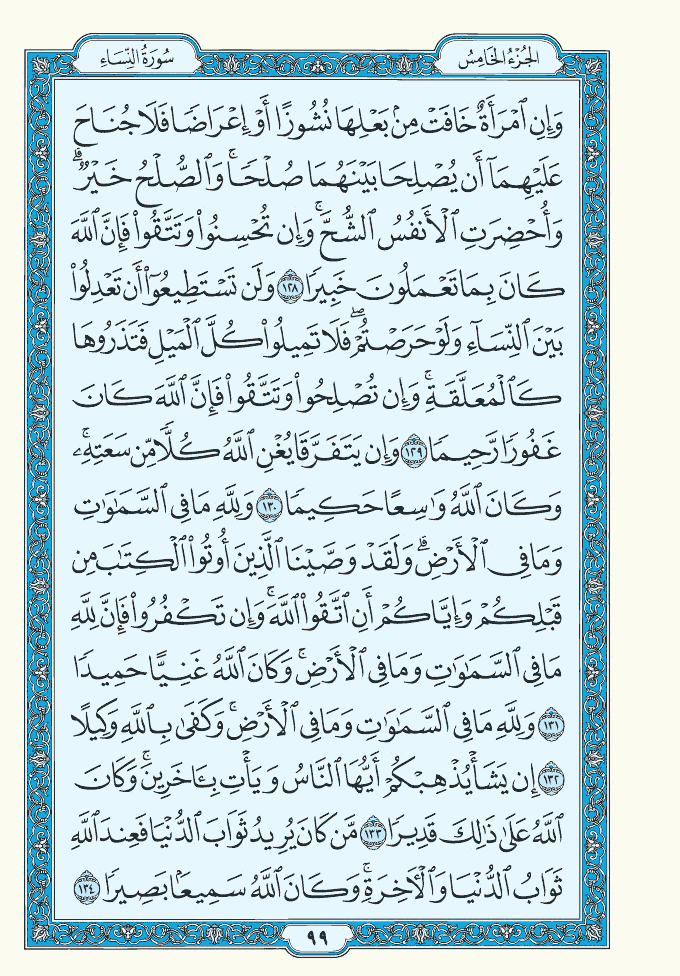 الجُزْءُ الخَامِسُ
سُورَةُ النِّسَاءِ
وَإِنِ ٱمْرَأَةٌ خَافَتْ مِنۢ بَعْلِهَا نُشُوزًا أَوْ إِعْرَاضًا فَلَا جُنَاحَ
عَلَيْهِمَآ أَن يُصْلِحَا بَيْنَهُمَا صُلْحًاۚ وَٱلصُّلْحُ خَيْرٌۗ
وَأُحْضِرَتِ ٱلْأَنفُسُ ٱلشُّحَّۚ وَإِن تُحْسِنُوا۟ وَتَتَّقُوا۟ فَإِنَّ ٱللَّهَ
كَانَ بِمَا تَعْمَلُونَ خَبِيرًا ١٢٨ وَلَن تَسْتَطِيعُوٓا۟ أَن تَعْدِلُوا۟
بَيْنَ ٱلنِّسَآءِ وَلَوْ حَرَصْتُمْۖ فَلَا تَمِيلُوا۟ كُلَّ ٱلْمَيْلِ فَتَذَرُوهَا
كَٱلْمُعَلَّقَةِۚ وَإِن تُصْلِحُوا۟ وَتَتَّقُوا۟ فَإِنَّ ٱللَّهَ كَانَ
غَفُورًا رَّحِيمًا ١٢٩ وَإِن يَتَفَرَّقَا يُغْنِ ٱللَّهُ كُلًّا مِّن سَعَتِهِۦۚ
وَكَانَ ٱللَّهُ وَٰسِعًا حَكِيمًا ١٣٠ وَلِلَّهِ مَا فِى ٱلسَّمَٰوَٰتِ
وَمَا فِى ٱلْأَرْضِۗ وَلَقَدْ وَصَّيْنَا ٱلَّذِينَ أُوتُوا۟ ٱلْكِتَٰبَ مِن
قَبْلِكُمْ وَإِيَّاكُمْ أَنِ ٱتَّقُوا۟ ٱللَّهَۚ وَإِن تَكْفُرُوا۟ فَإِنَّ لِلَّهِ
مَا فِى ٱلسَّمَٰوَٰتِ وَمَا فِى ٱلْأَرْضِۚ وَكَانَ ٱللَّهُ غَنِيًّا حَمِيدًا
١٣١ وَلِلَّهِ مَا فِى ٱلسَّمَٰوَٰتِ وَمَا فِى ٱلْأَرْضِۚ وَكَفَىٰ بِٱللَّهِ وَكِيلًا
١٣٢ إِن يَشَأْ يُذْهِبْكُمْ أَيُّهَا ٱلنَّاسُ وَيَأْتِ بِـَٔاخَرِينَۚ وَكَانَ
ٱللَّهُ عَلَىٰ ذَٰلِكَ قَدِيرًا ١٣٣ مَّن كَانَ يُرِيدُ ثَوَابَ ٱلدُّنْيَا فَعِندَ ٱللَّهِ
ثَوَابُ ٱلدُّنْيَا وَٱلْـَٔاخِرَةِۚ وَكَانَ ٱللَّهُ سَمِيعًۢا بَصِيرًا ١٣٤
٩٩